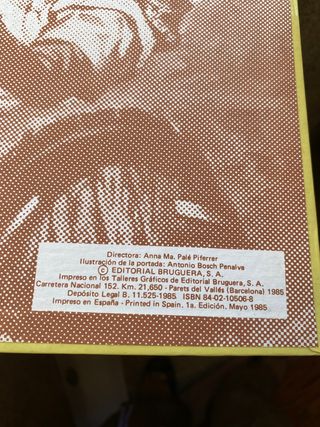 Directora: Anna Ma. Palé Piferrer
Ilustración de la portada: Antonio Bosch Penalva
© EDITORIAL BRUGUERA, S. A.
Impreso en los Talleres Gráficos de Editorial Bruguera, S. A.
Carretera Nacional 152. Km. 21,650 - Parets del Vallés (Barcelona) 1985
Depósito Legal B. 11.525-1985 ISBN 84-02-10506-8
Impreso en España - Printed in Spain. 1a. Edición. Mayo 1985